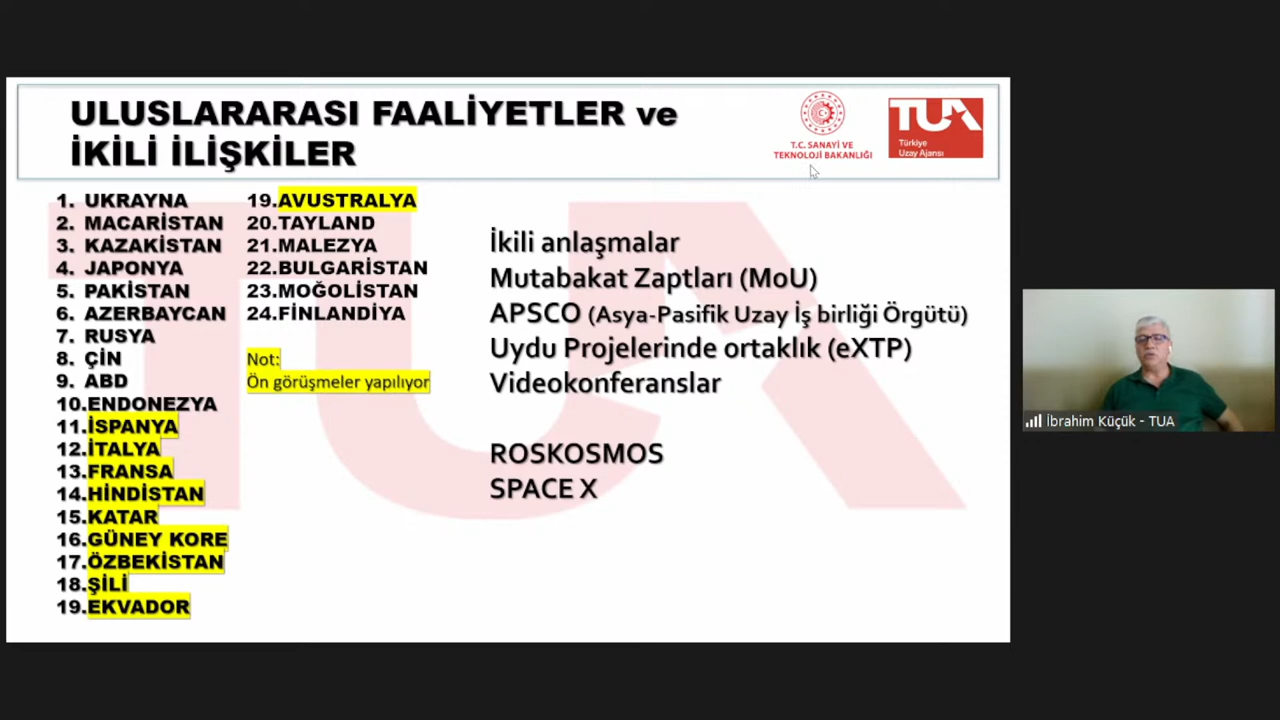 ULUSLARARASI FAALİYETLER ve
İKİLİ İLİŞKİLER
T.C. SANAYİ VE
TEKNOLOJİ BAKANLIĞI
TUA
Türkiye
Uzay Ajansı
1. UKRAYNA
2. MACARİSTAN
3. KAZAKİSTAN
4. JAPONYA
5. PAKİSTAN
6. AZERBAYCAN
7. RUSYA
8. ÇİN
9. ABD
10.ENDONEZYA
11.İSPANYA
12.İTALYA
13.FRANSA
14.HİNDİSTAN
15.KATAR
16.GÜNEY KORE
17.ÖZBEKİSTAN
18.ŞİLİ
19.EKVADOR
19.AVUSTRALYA
20.TAYLAND
21.MALEZYA
22.BULGARİSTAN
23.MOĞOLİSTAN
24.FİNLANDİYA
Not:
Ön görüşmeler yapılıyor
İkili anlaşmalar
Mutabakat Zaptları (MoU)
APSCO (Asya-Pasifik Uzay İş birliği Örgütü)
Uydu Projelerinde ortaklık (eXTP)
Videokonferanslar
ROSKOSMOS
SPACE X
İbrahim Küçük - TUA